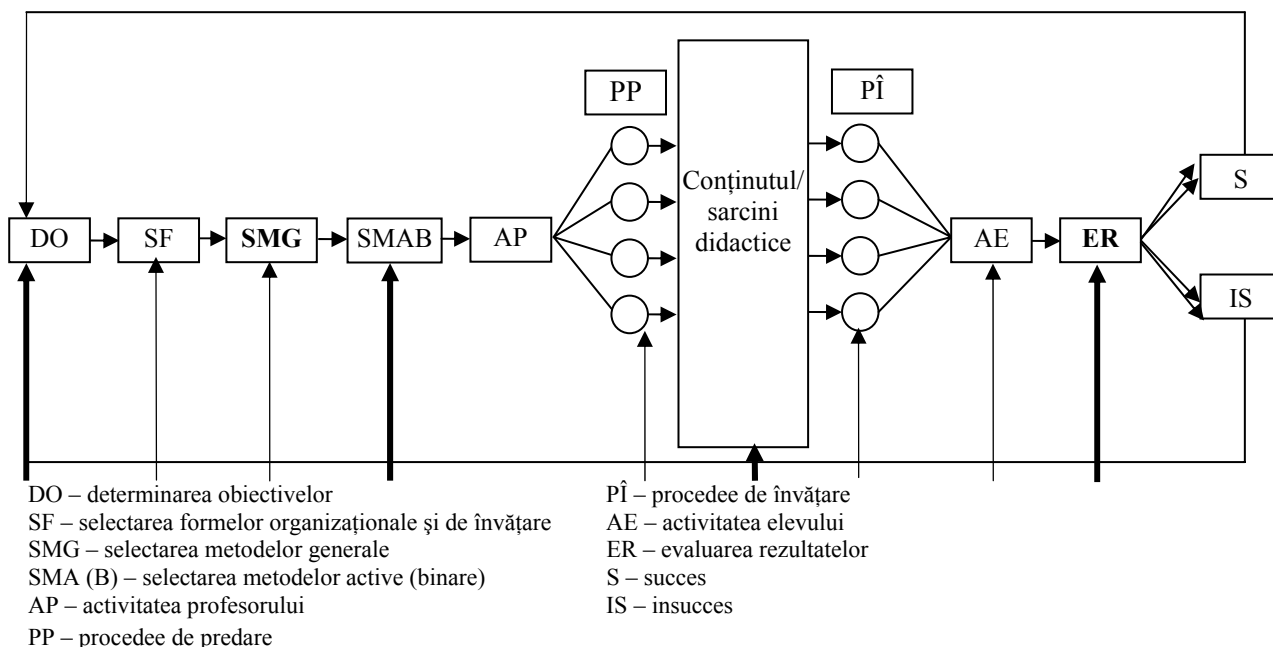 PP
PÎ
Conținutul/
sarcini
didactice
S
DO
SF
SMG
SMAB
AP
AE
ER
IS
DO – determinarea obiectivelor
SF – selectarea formelor organizaționale şi de învățare
SMG – selectarea metodelor generale
SMA (B) – selectarea metodelor active (binare)
AP – activitatea profesorului
PP – procedee de predare
PÎ – procedee de învățare
AE – activitatea elevului
ER – evaluarea rezultatelor
S – succes
IS – insucces